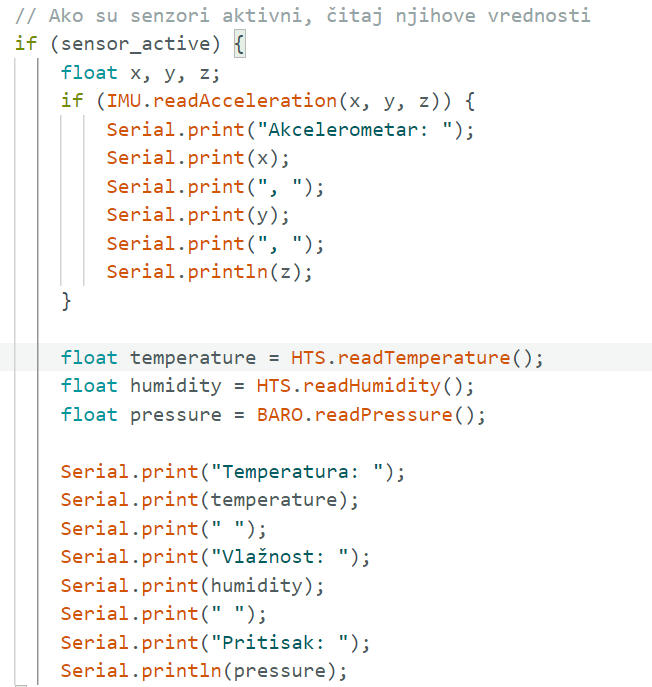 // Ako su senzori aktivni, čitaj njihove vrednosti
if (sensor_active) {
float x, y, z;
if (IMU.readAcceleration(x, y, z)) {
Serial.print("Akcelerometar: ");
Serial.print(x);
Serial.print(", ");
Serial.print(y);
Serial.print(", ");
Serial.println(z);
}
float temperature = HTS.readTemperature();
float humidity = HTS.readHumidity();
float pressure = BARO.readPressure();
Serial.print("Temperatura: ");
Serial.print(temperature);
Serial.print(" ");
Serial.print("Vlažnost: ");
Serial.print(humidity);
Serial.print(" ");
Serial.print("Pritisak: ");
Serial.println(pressure);